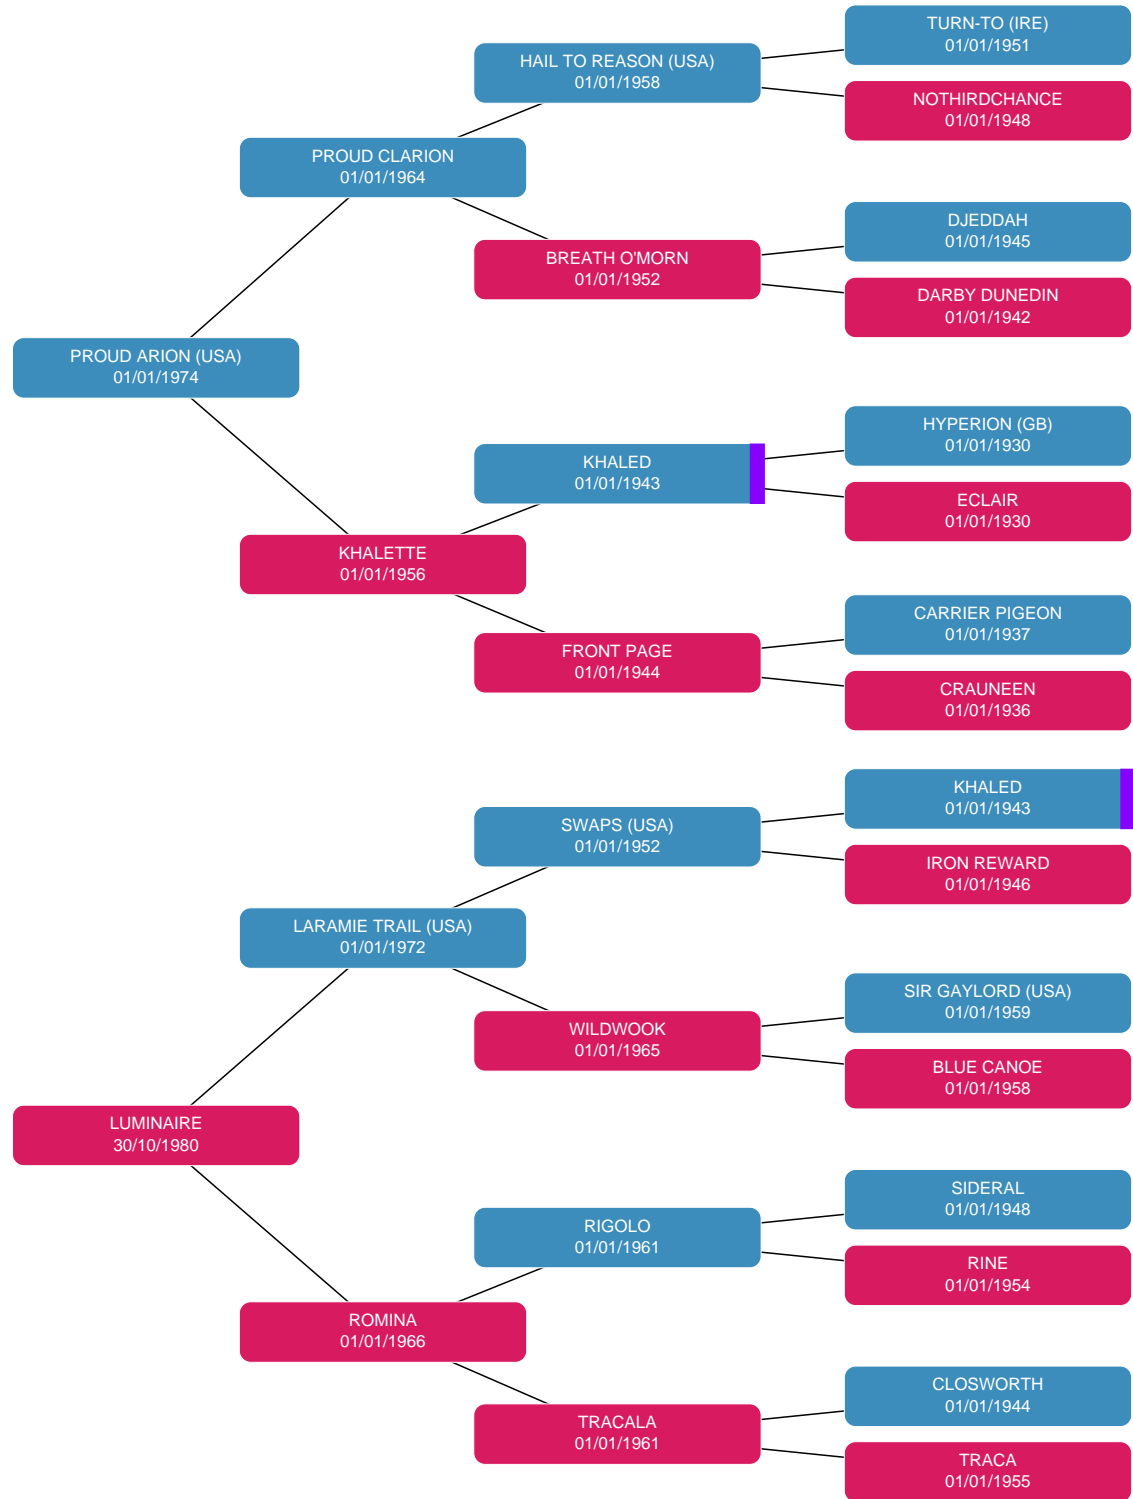 TURN-TO (IRE)
01/01/1951
HAIL TO REASON (USA)
01/01/1958
NOTHIRDCHANCE
01/01/1948
PROUD CLARION
01/01/1964
DJEDDAH
01/01/1945
BREATH O'MORN
01/01/1952
DARBY DUNEDIN
01/01/1942
PROUD ARION (USA)
01/01/1974
HYPERION (GB)
01/01/1930
KHALED
01/01/1943
ECLAIR
01/01/1930
KHALETTE
01/01/1956
CARRIER PIGEON
01/01/1937
FRONT PAGE
01/01/1944
CRAUNEEN
01/01/1936
KHALED
01/01/1943
SWAPS (USA)
01/01/1952
IRON REWARD
01/01/1946
LARAMIE TRAIL (USA)
01/01/1972
SIR GAYLORD (USA)
01/01/1959
WILDWOOK
01/01/1965
BLUE CANOE
01/01/1958
LUMINAIRE
30/10/1980
SIDERAL
01/01/1948
RIGOLO
01/01/1961
RINE
01/01/1954
ROMINA
01/01/1966
CLOSWORTH
01/01/1944
TRACALA
01/01/1961
TRACA
01/01/1955